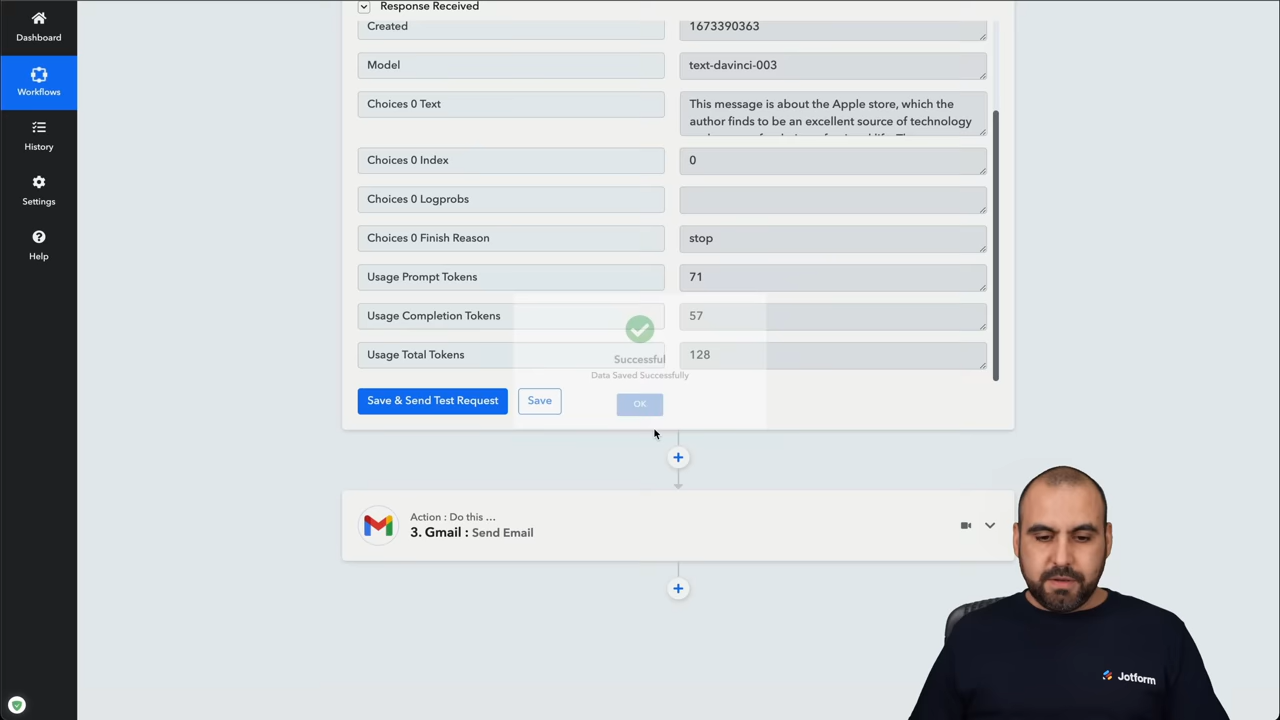 Dashboard
Workflows
History
Settings
Help
Response Received
Created
1673390363
Model
text-davinci-003
Choices 0 Text
This message is about the Apple store, which the
author finds to be an excellent source of technology
Choices 0 Index
0
Choices 0 Logprobs
Choices 0 Finish Reason
stop
Usage Prompt Tokens
71
Usage Completion Tokens
57
Usage Total Tokens
128
Successful
Data Saved Successfully
OK
Save & Send Test Request
Save
Action : Do this ...
3. Gmail : Send Email
Jotform